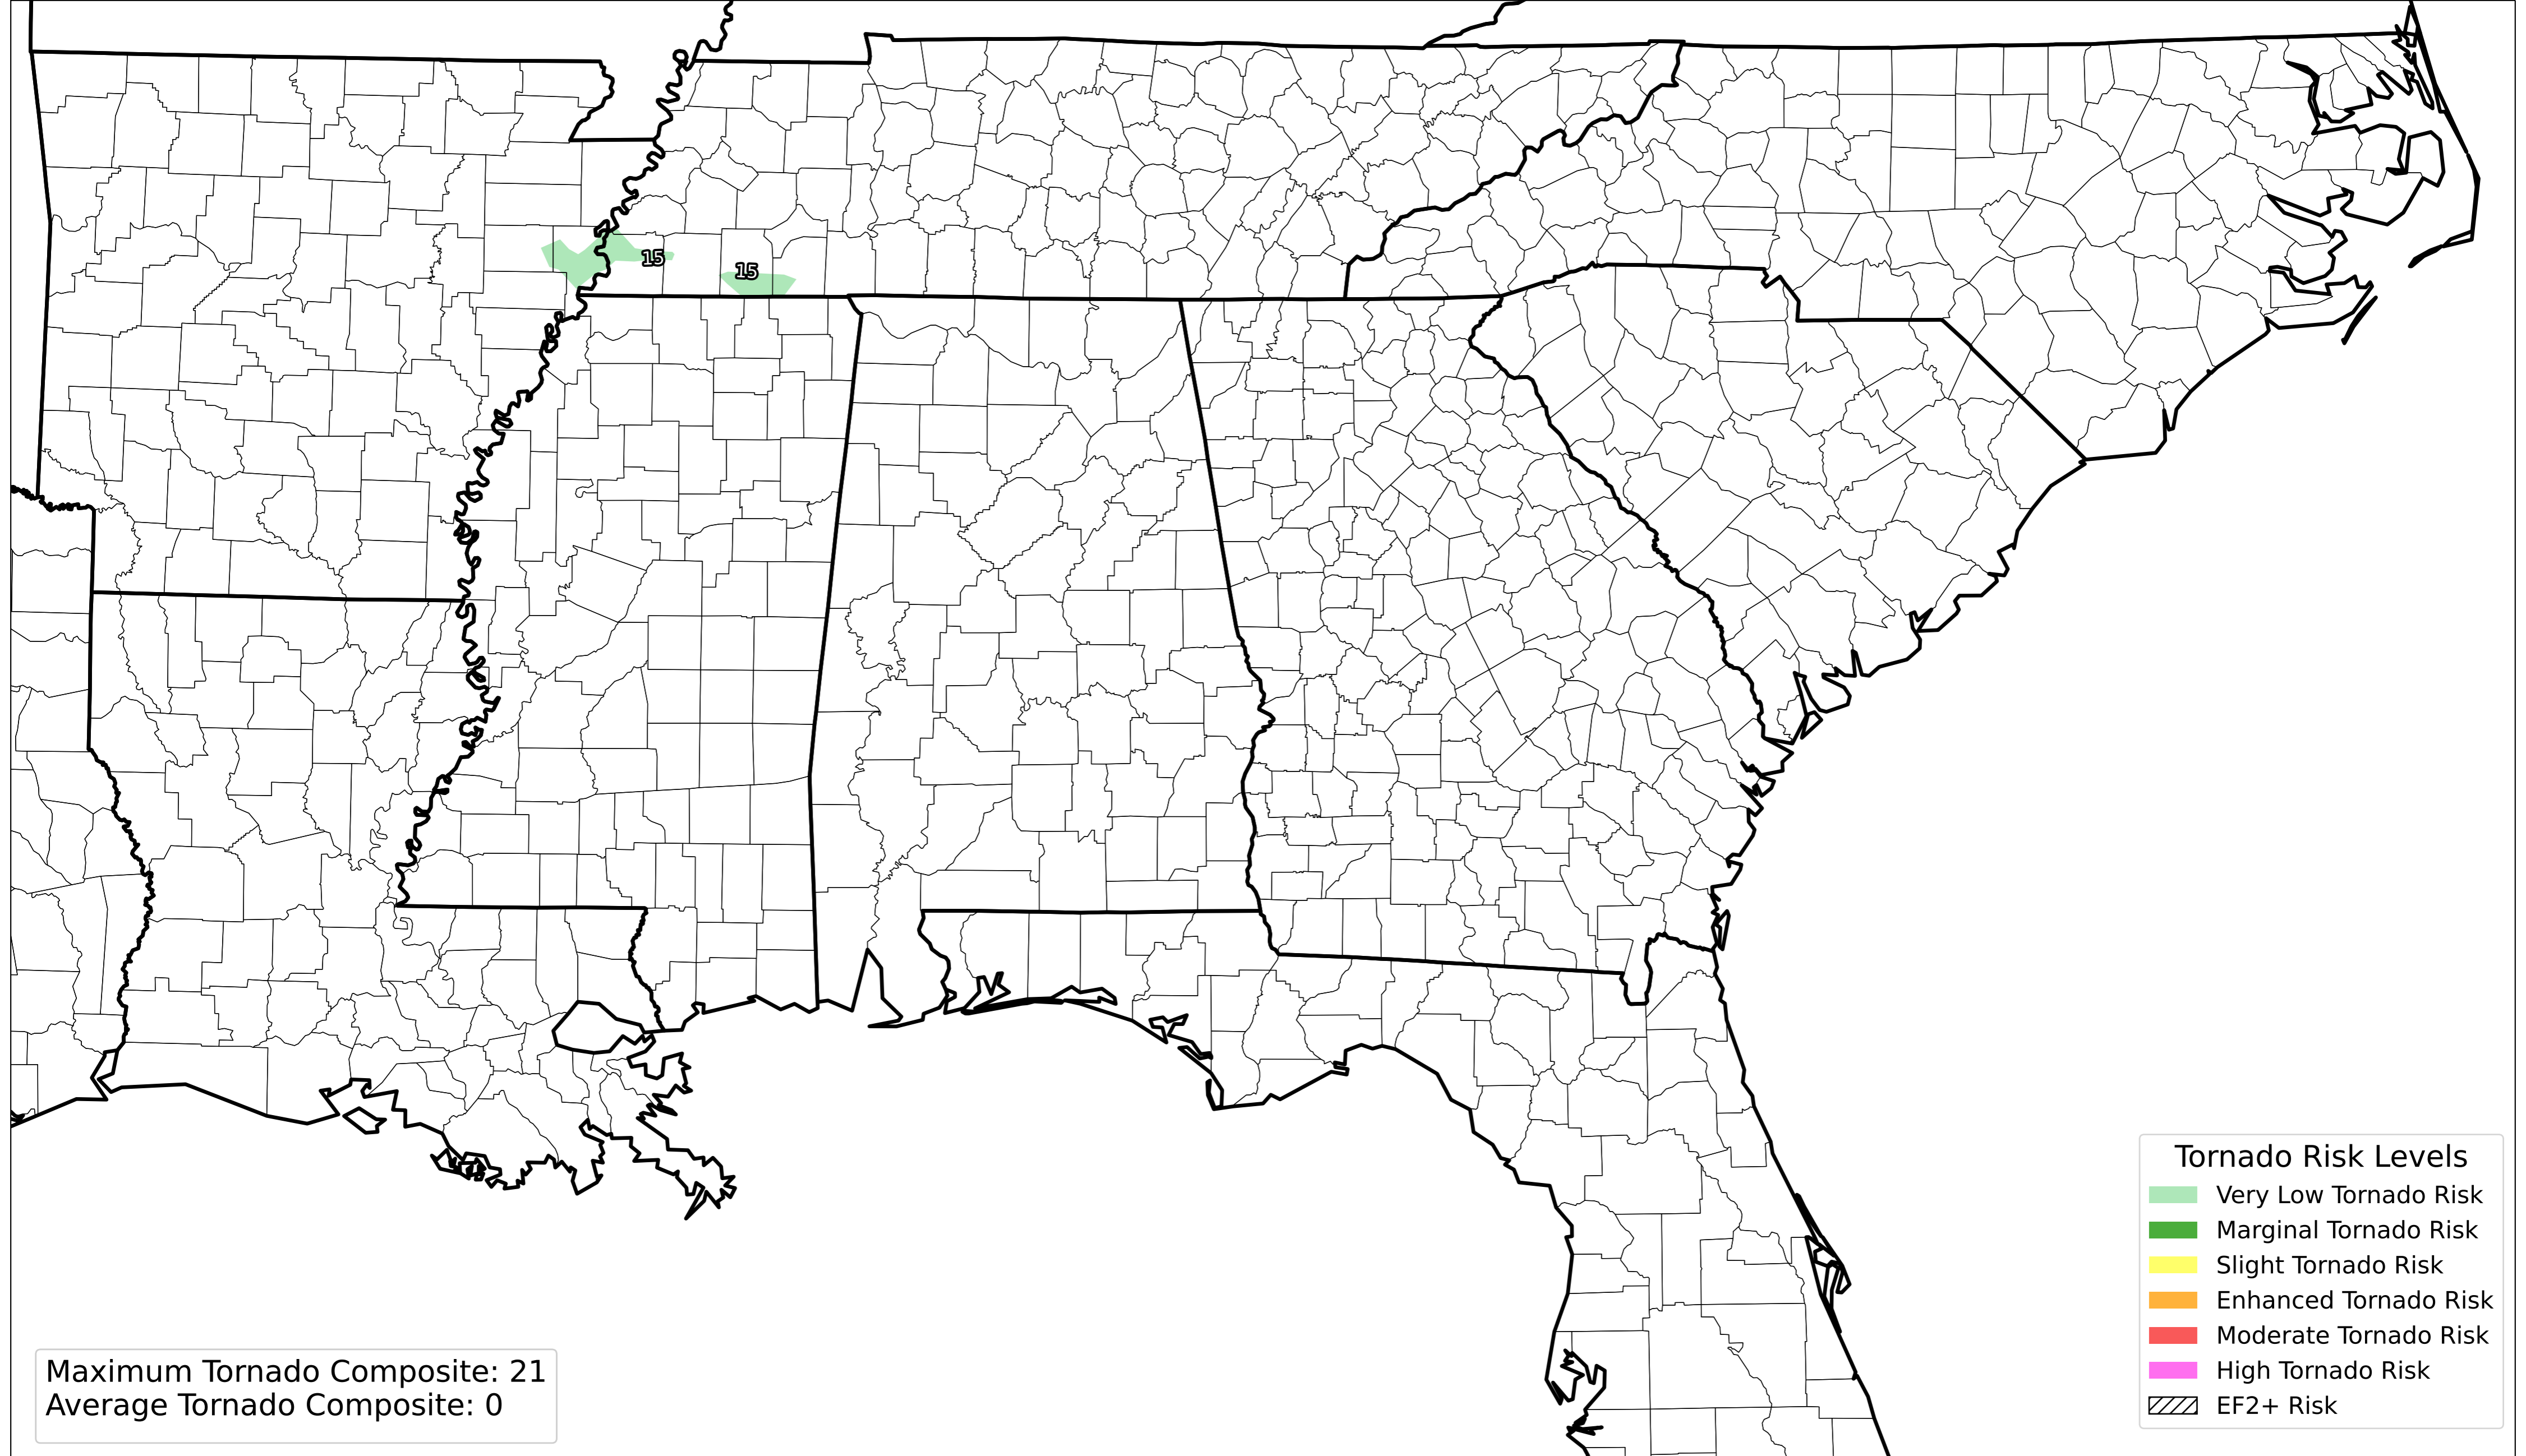 15
15
Tornado Risk Levels
Very Low Tornado Risk
Marginal Tornado Risk
Slight Tornado Risk
Enhanced Tornado Risk
Moderate Tornado Risk
High Tornado Risk
EF2+ Risk
Maximum Tornado Composite: 21
Average Tornado Composite: 0